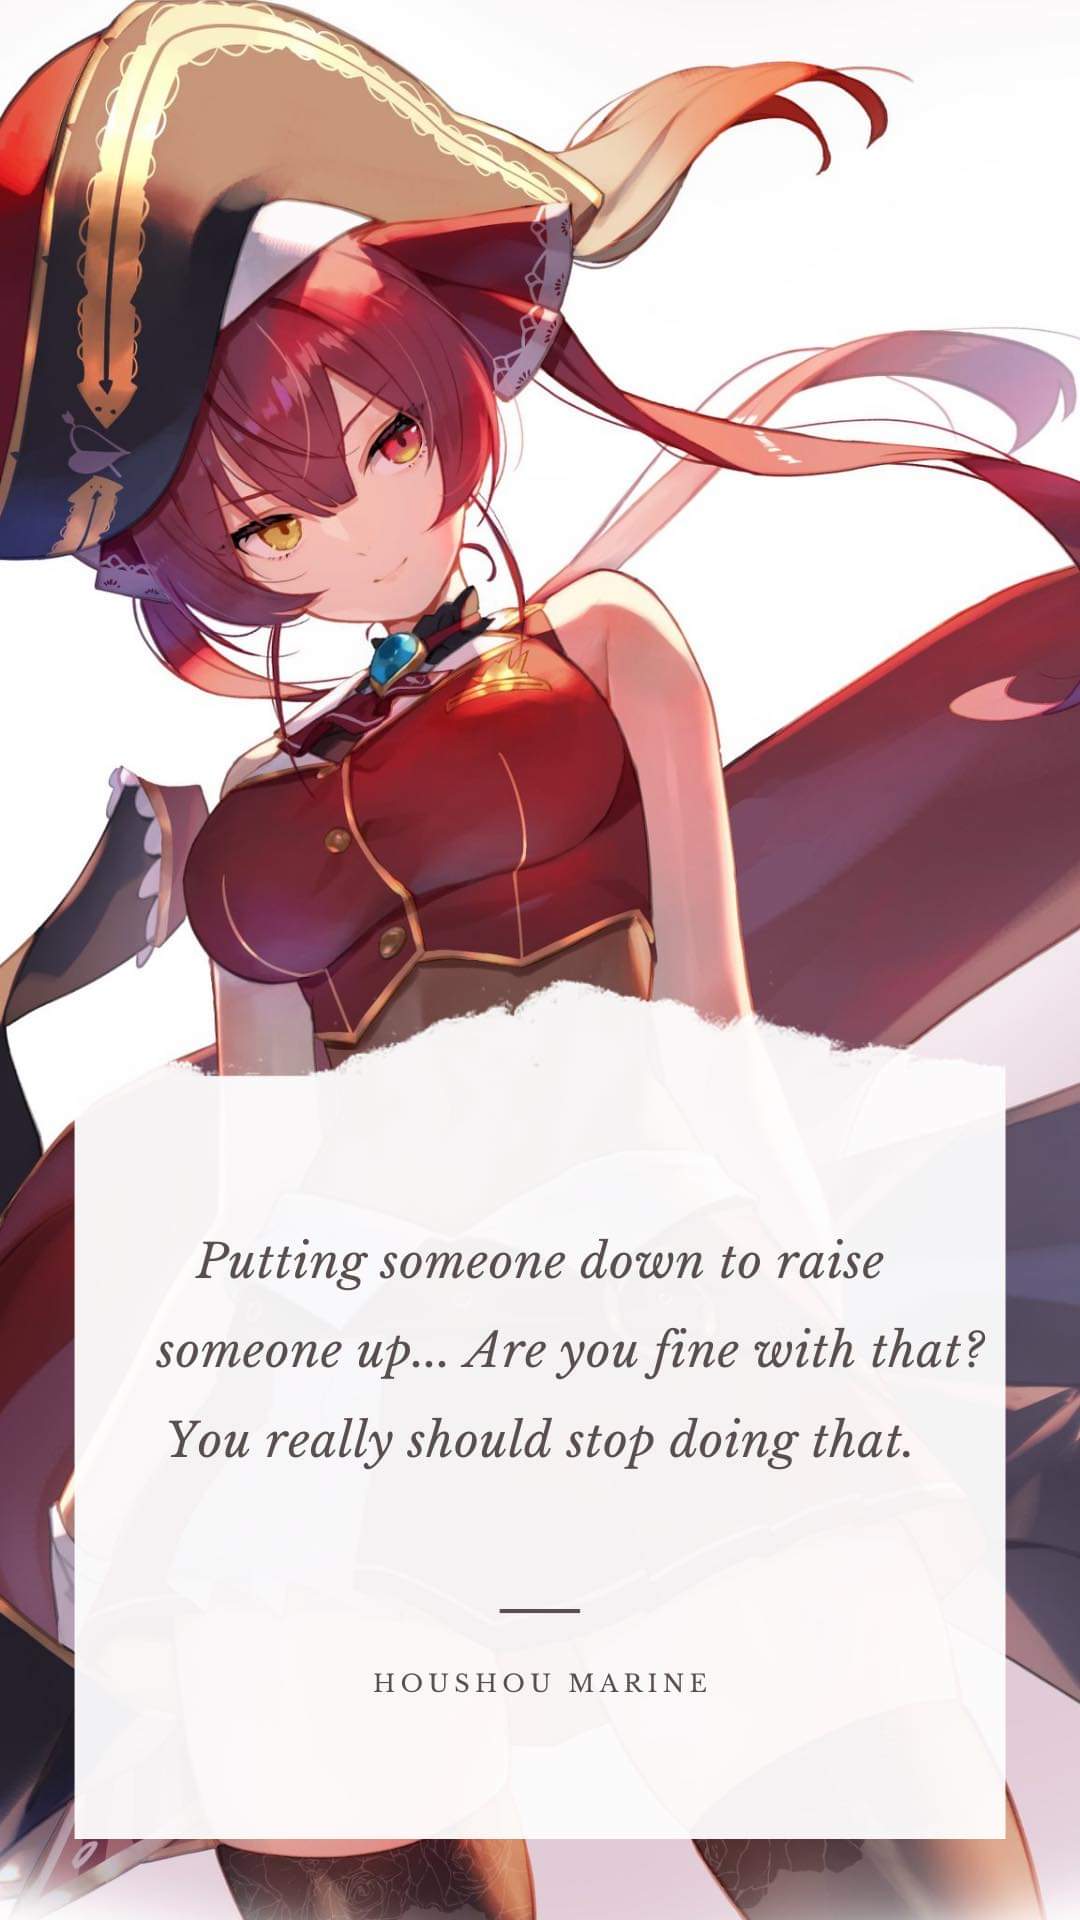 Putting someone down to raise
someone up... Are you fine with that?
You really should stop doing that.
HOUSHOU MARINE